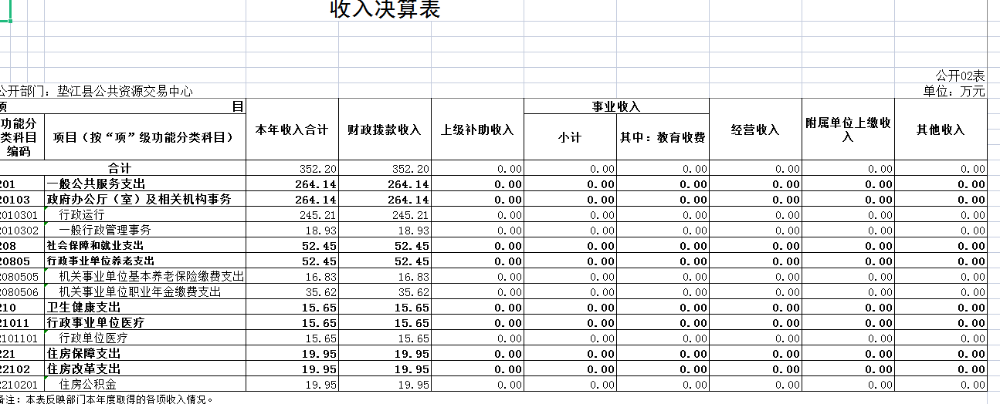 收入决算表
公开02表
公开部门：垫江县公共资源交易中心 单位：万元
项 目 本年收入合计 财政拨款收入 上级补助收入 事业收入 经营收入 附属单位上缴收入 其他收入
功能分类科目编码 项目（按“项”级功能分类科目） 小计 其中：教育收费
合计 352.20 352.20 0.00 0.00 0.00 0.00 0.00 0.00
201 一般公共服务支出 264.14 264.14 0.00 0.00 0.00 0.00 0.00 0.00
20103 政府办公厅（室）及相关机构事务 264.14 264.14 0.00 0.00 0.00 0.00 0.00 0.00
2010301 行政运行 245.21 245.21 0.00 0.00 0.00 0.00 0.00 0.00
2010302 一般行政管理事务 18.93 18.93 0.00 0.00 0.00 0.00 0.00 0.00
208 社会保障和就业支出 52.45 52.45 0.00 0.00 0.00 0.00 0.00 0.00
20805 行政事业单位养老支出 52.45 52.45 0.00 0.00 0.00 0.00 0.00 0.00
2080505 机关事业单位基本养老保险缴费支出 16.83 16.83 0.00 0.00 0.00 0.00 0.00 0.00
2080506 机关事业单位职业年金缴费支出 35.62 35.62 0.00 0.00 0.00 0.00 0.00 0.00
210 卫生健康支出 15.65 15.65 0.00 0.00 0.00 0.00 0.00 0.00
21011 行政事业单位医疗 15.65 15.65 0.00 0.00 0.00 0.00 0.00 0.00
2101101 行政单位医疗 15.65 15.65 0.00 0.00 0.00 0.00 0.00 0.00
221 住房保障支出 19.95 19.95 0.00 0.00 0.00 0.00 0.00 0.00
22102 住房改革支出 19.95 19.95 0.00 0.00 0.00 0.00 0.00 0.00
2210201 住房公积金 19.95 19.95 0.00 0.00 0.00 0.00 0.00 0.00
备注：本表反映部门本年度取得的各项收入情况。